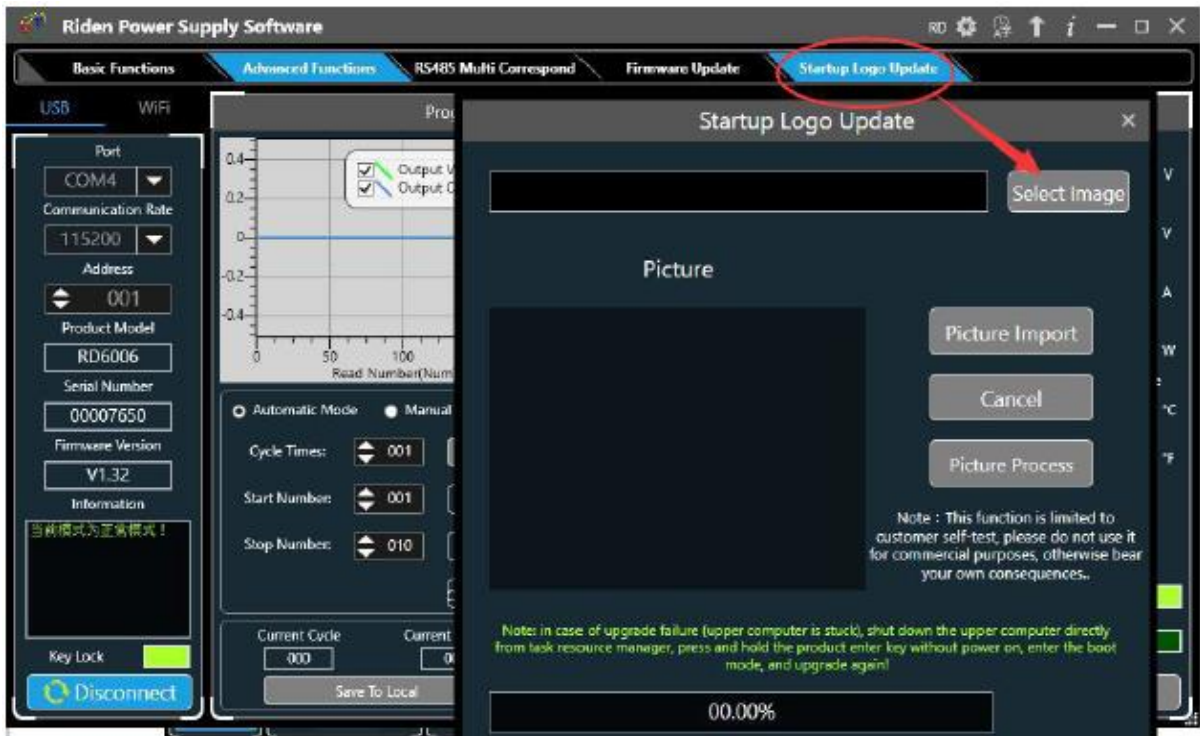 Riden Power Supply Software
RD
i
Basic Functions
Advanced Functions
RS485 Multi Correspond
Firmware Update
Startup Logo Update
USB
WiFi
Port
COM4
Communication Rate
115200
Address
001
Product Model
RD6006
Serial Number
00007650
Firmware Version
V1.32
Information
当前模式为正常模式！
Key Lock
Disconnect
0.4
0.2
0
-0.2
-0.4
0
50
100
Output
Output
Automatic Mode
Manual
Cycle Times:
001
Start Number:
001
Stop Number:
010
Current Cycle
Current
000
Save To Local
Startup Logo Update
Select Image
Picture
Picture Import
Cancel
Picture Process
Note : This function is limited to
customer self-test, please do not use it
for commercial purposes, otherwise bear
your own consequences..
Note: in case of upgrade failure (upper computer is stuck), shut down the upper computer directly
from task resource manager, press and hold the product enter key without power on, enter the boot
mode, and upgrade again!
00.00%
V
V
A
W
°C
°F